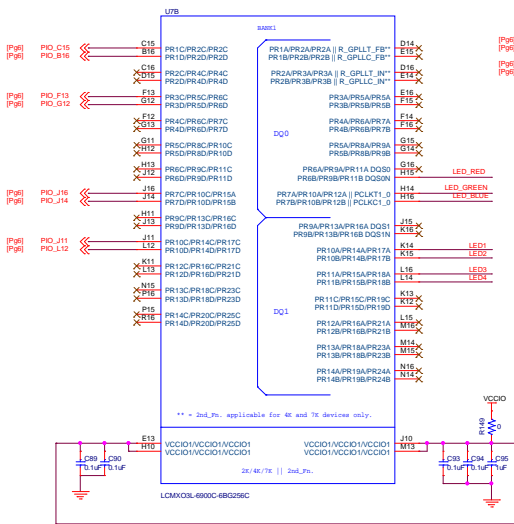 U7B
BANK1
[Pg6] PIO_C15 C15 PR1C/PR2C/PR2C PR1A/PR2A/PR2A || R_GPLLT_FB** D14
[Pg6] PIO_B16 B16 PR1D/PR2D/PR2D PR1B/PR2B/PR2B || R_GPLLC_FB** E15
[Pg6]
C16 PR2C/PR4C/PR4C PR2A/PR3A/PR3A || R_GPLLT_IN** D16
D15 PR2D/PR4D/PR4D PR2B/PR3B/PR3B || R_GPLLC_IN** E14
[Pg6]
[Pg6]
[Pg6] PIO_F13 F13 PR3C/PR5C/PR6C PR3A/PR5A/PR5A E16
[Pg6] PIO_G12 G12 PR3D/PR5D/PR6D PR3B/PR5B/PR5B F15
F12 PR4C/PR6C/PR7C PR4A/PR6A/PR7A F14
G13 PR4D/PR6D/PR7D PR4B/PR6B/PR7B F16
DQ0
G11 PR5C/PR8C/PR10C PR5A/PR8A/PR9A G15
H12 PR5D/PR8D/PR10D PR5B/PR8B/PR9B G14
H13 PR6C/PR9C/PR11C PR6A/PR9A/PR11A DQS0 G16
J12 PR6D/PR9D/PR11D PR6B/PR9B/PR11B DQS0N H15 LED_RED
[Pg6] PIO_J16 J16 PR7C/PR10C/PR15A PR7A/PR10A/PR12A || PCLKT1_0 H14 LED_GREEN
[Pg6] PIO_J14 J14 PR7D/PR10D/PR15B PR7B/PR10B/PR12B || PCLKC1_0 H16 LED_BLUE
H11 PR9C/PR13C/PR16C PR9A/PR13A/PR16A DQS1 J15
J13 PR9D/PR13D/PR16D PR9B/PR13B/PR16B DQS1N K16
[Pg6] PIO_J11 J11 PR10C/PR14C/PR17C PR10A/PR14A/PR17A K14 LED1
[Pg6] PIO_L12 L12 PR10D/PR14D/PR17D PR10B/PR14B/PR17B K15 LED2
K11 PR12C/PR16C/PR21C PR11A/PR15A/PR18A L16 LED3
L13 PR12D/PR16D/PR21D PR11B/PR15B/PR18B L14 LED4
N15 PR13C/PR18C/PR23C PR11C/PR15C/PR19C K13
P16 PR13D/PR18D/PR23D PR11D/PR15D/PR19D K12
DQ1
P15 PR14C/PR20C/PR25C PR12A/PR16A/PR21A L15
R16 PR14D/PR20D/PR25D PR12B/PR16B/PR21B M16
PR13A/PR18A/PR23A M14
PR13B/PR18B/PR23B M15
PR14A/PR19A/PR24A N16
PR14B/PR19B/PR24B N14
VCCIO
** = 2nd_Fn. applicable for 4K and 7K devices only.
R149
0
E13 VCCIO1/VCCIO1/VCCIO1 VCCIO1/VCCIO1/VCCIO1 J10
H10 VCCIO1/VCCIO1/VCCIO1 VCCIO1/VCCIO1/VCCIO1 M13
C89 C90 C93 C94 C95
0.1uF 0.1uF 0.1uF 0.1uF 1uF
2K/4K/7K || 2nd_Fn.
LCMXO3L-6900C-6BG256C